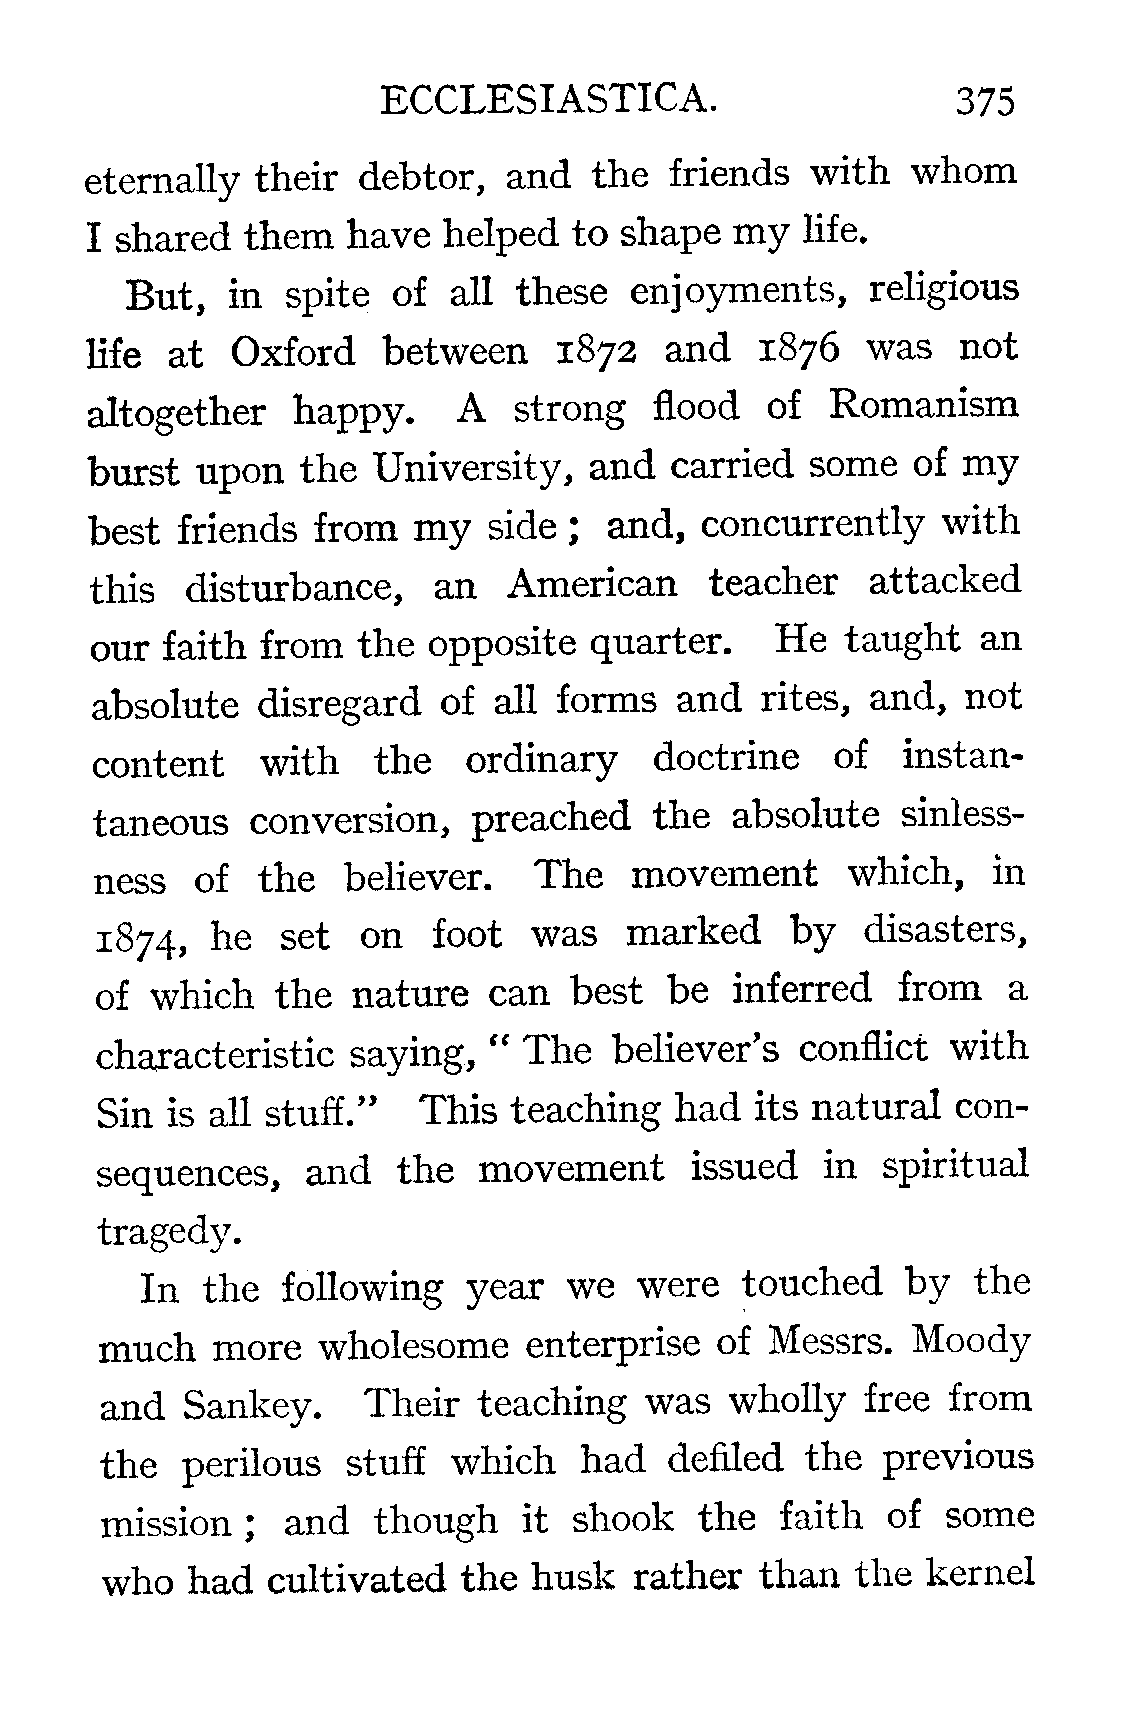 ECCLESIASTICA. 375
eternally their debtor, and the friends with whom
I shared them have helped to shape my life.
But, in spite of all these enjoyments, religious
life at Oxford between 1872 and 1876 was not
altogether happy. A strong flood of Romanism
burst upon the University, and carried some of my
best friends from my side ; and, concurrently with
this disturbance, an American teacher attacked
our faith from the opposite quarter. He taught an
absolute disregard of all forms and rites, and, not
content with the ordinary doctrine of instan-
taneous conversion, preached the absolute sinless-
ness of the believer. The movement which, in
1874, he set on foot was marked by disasters,
of which the nature can best be inferred from a
characteristic saying, “ The believer’s conflict with
Sin is all stuff.” This teaching had its natural con-
sequences, and the movement issued in spiritual
tragedy.
In the following year we were touched by the
much more wholesome enterprise of Messrs. Moody
and Sankey. Their teaching was wholly free from
the perilous stuff which had defiled the previous
mission ; and though it shook the faith of some
who had cultivated the husk rather than the kernel